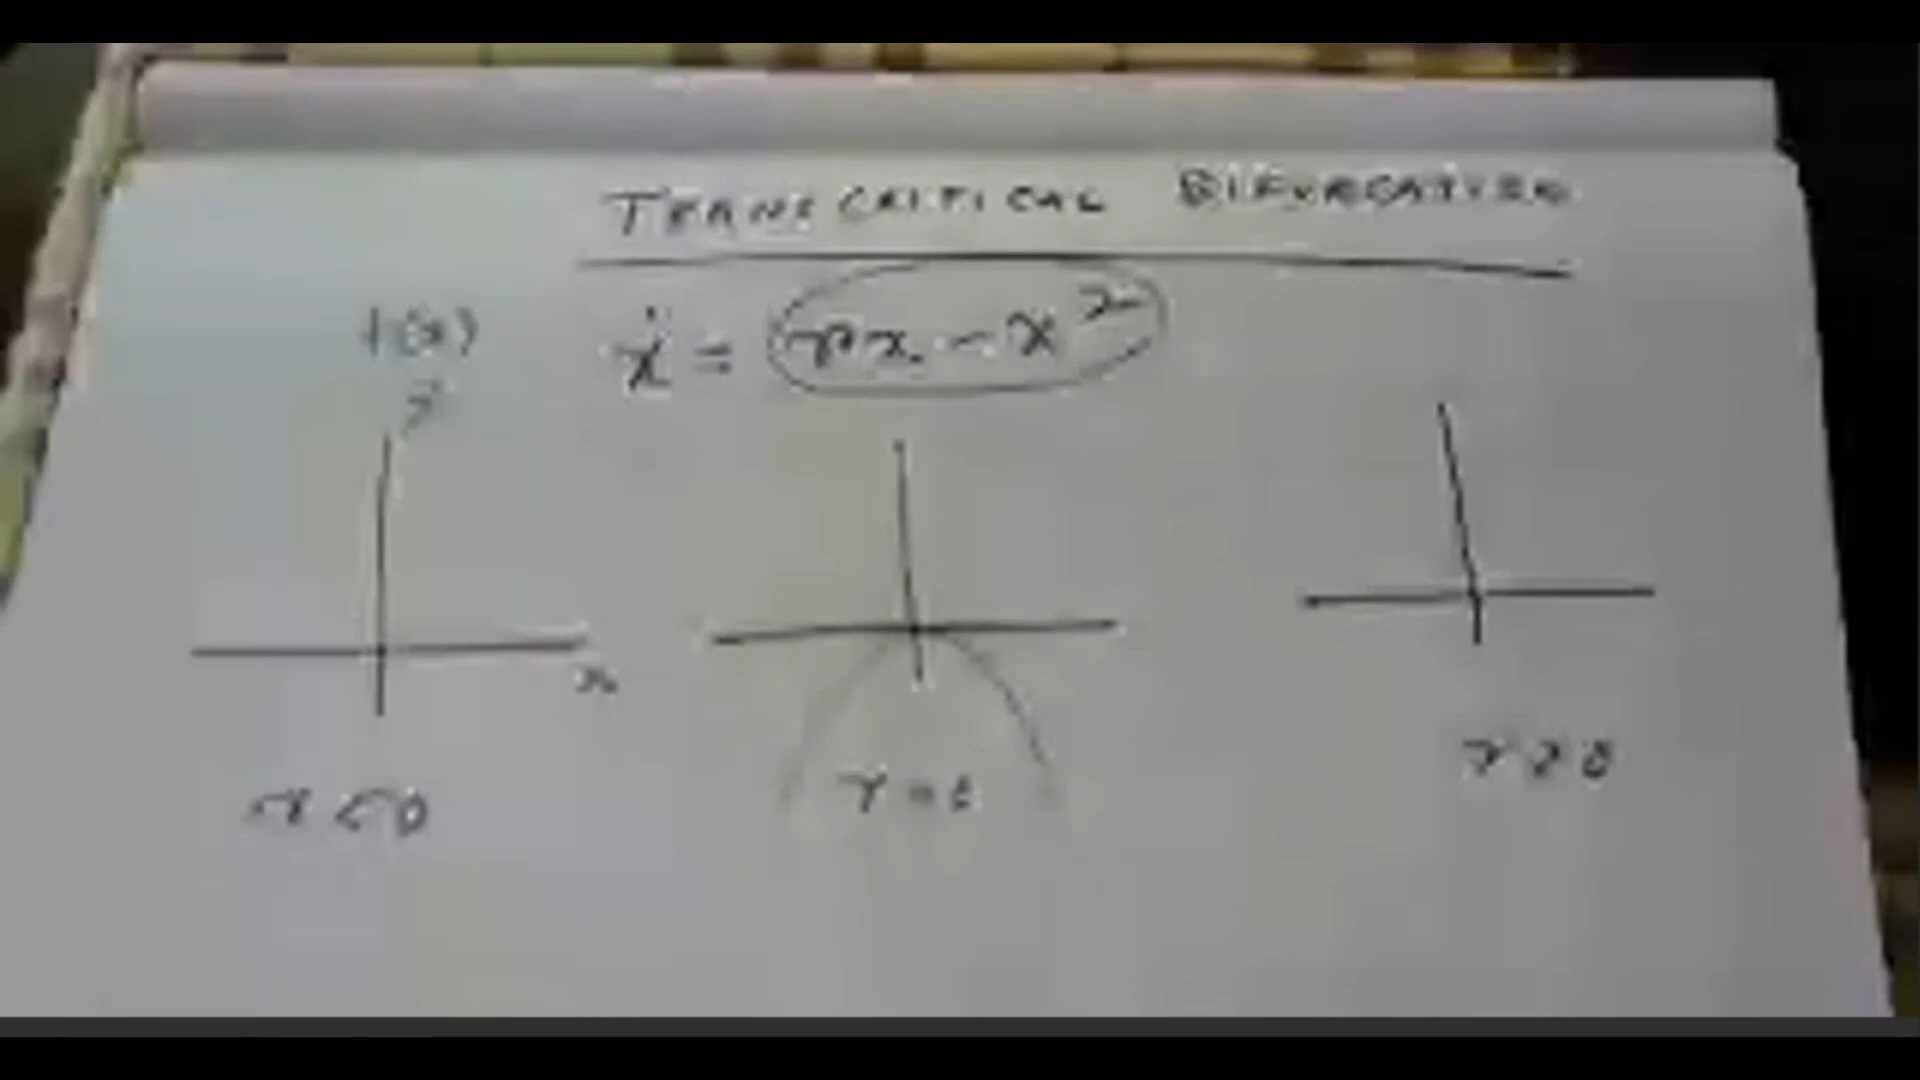 TRANSCRITICAL BIFURCATION
f(x) ẋ = rx - x²
ẋ
x
r < 0 r = 0 r > 0